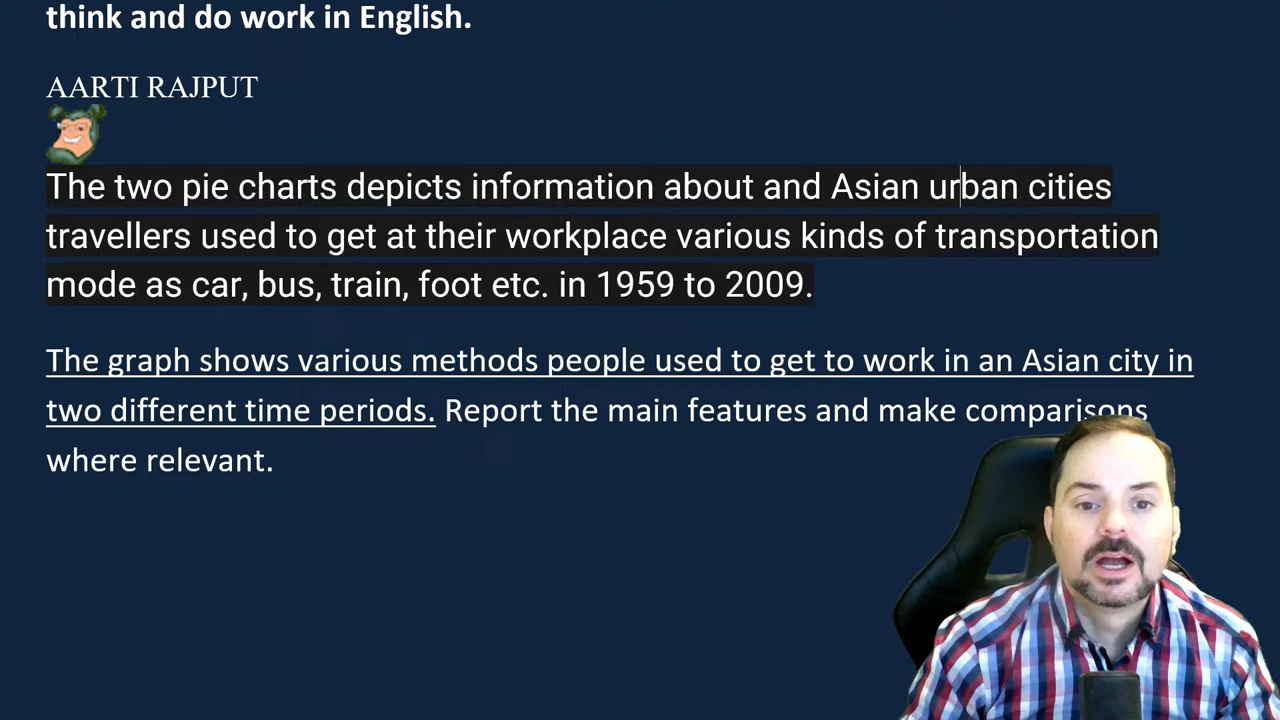 think and do work in English.
AARTI RAJPUT
The two pie charts depicts information about and Asian urban cities
travellers used to get at their workplace various kinds of transportation
mode as car, bus, train, foot etc. in 1959 to 2009.
The graph shows various methods people used to get to work in an Asian city in
two different time periods. Report the main features and make comparisons
where relevant.